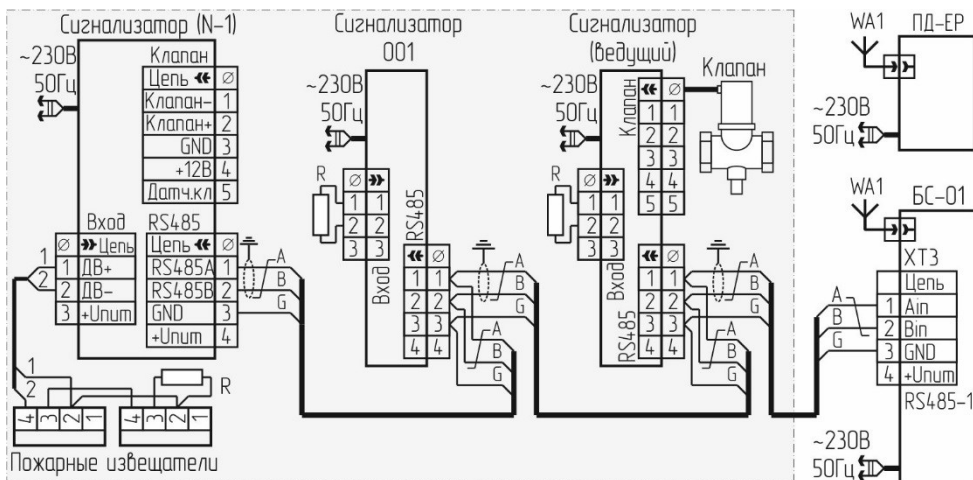 Сигнализатор (N-1)
~230В
50Гц
Клапан
Цепь
Ø
Клапан-
1
Клапан+
2
GND
3
+12В
4
Датч.кл
5
Вход
Ø
Цепь
1
ДВ+
2
ДВ-
3
+Uпит
1
2
RS485
Цепь
Ø
RS485A
1
RS485B
2
GND
3
+Uпит
4
A
B
G
1
2
R
4
3
2
1
4
3
2
1
Пожарные извещатели
Сигнализатор
001
~230В
50Гц
R
Ø
1
1
2
2
3
3
Вход
RS485
Ø
1
1
2
2
3
3
4
4
A
B
G
A
B
G
Сигнализатор
(ведущий)
~230В
50Гц
Клапан
Ø
1
1
2
2
3
3
4
4
5
5
Клапан
R
Ø
1
1
2
2
3
3
Вход
RS485
Ø
1
1
2
2
3
3
4
4
A
B
G
A
B
G
WA1
ПД-ЕР
~230В
50Гц
WA1
БС-01
XT3
Цепь
A
1
Ain
B
2
Bin
G
3
GND
4
+Uпит
RS485-1
~230В
50Гц